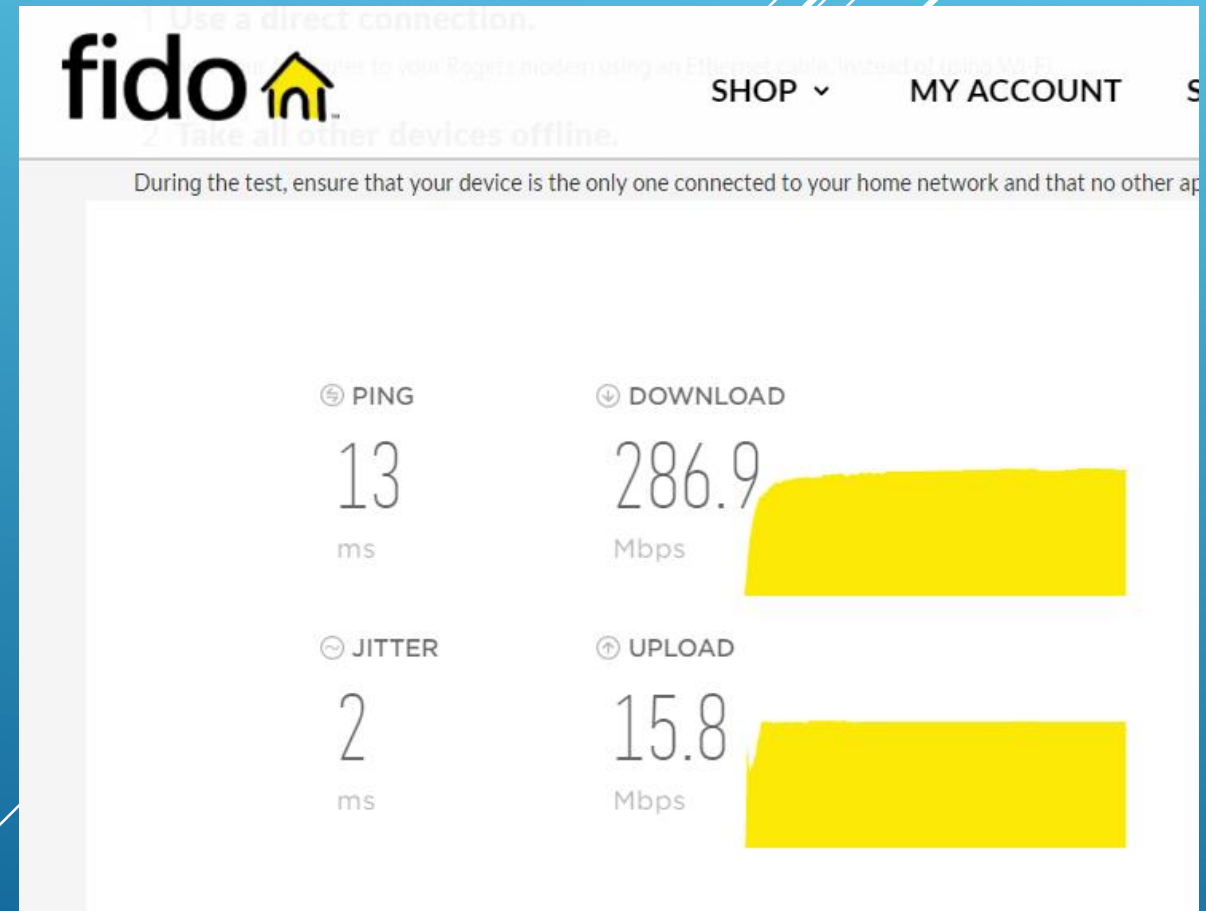 1 Use a direct connection.
fido
SHOP MY ACCOUNT S
2 Take all other devices offline.
During the test, ensure that your device is the only one connected to your home network and that no other ap
PING DOWNLOAD
13 286.9
ms Mbps
JITTER UPLOAD
2 15.8
ms Mbps